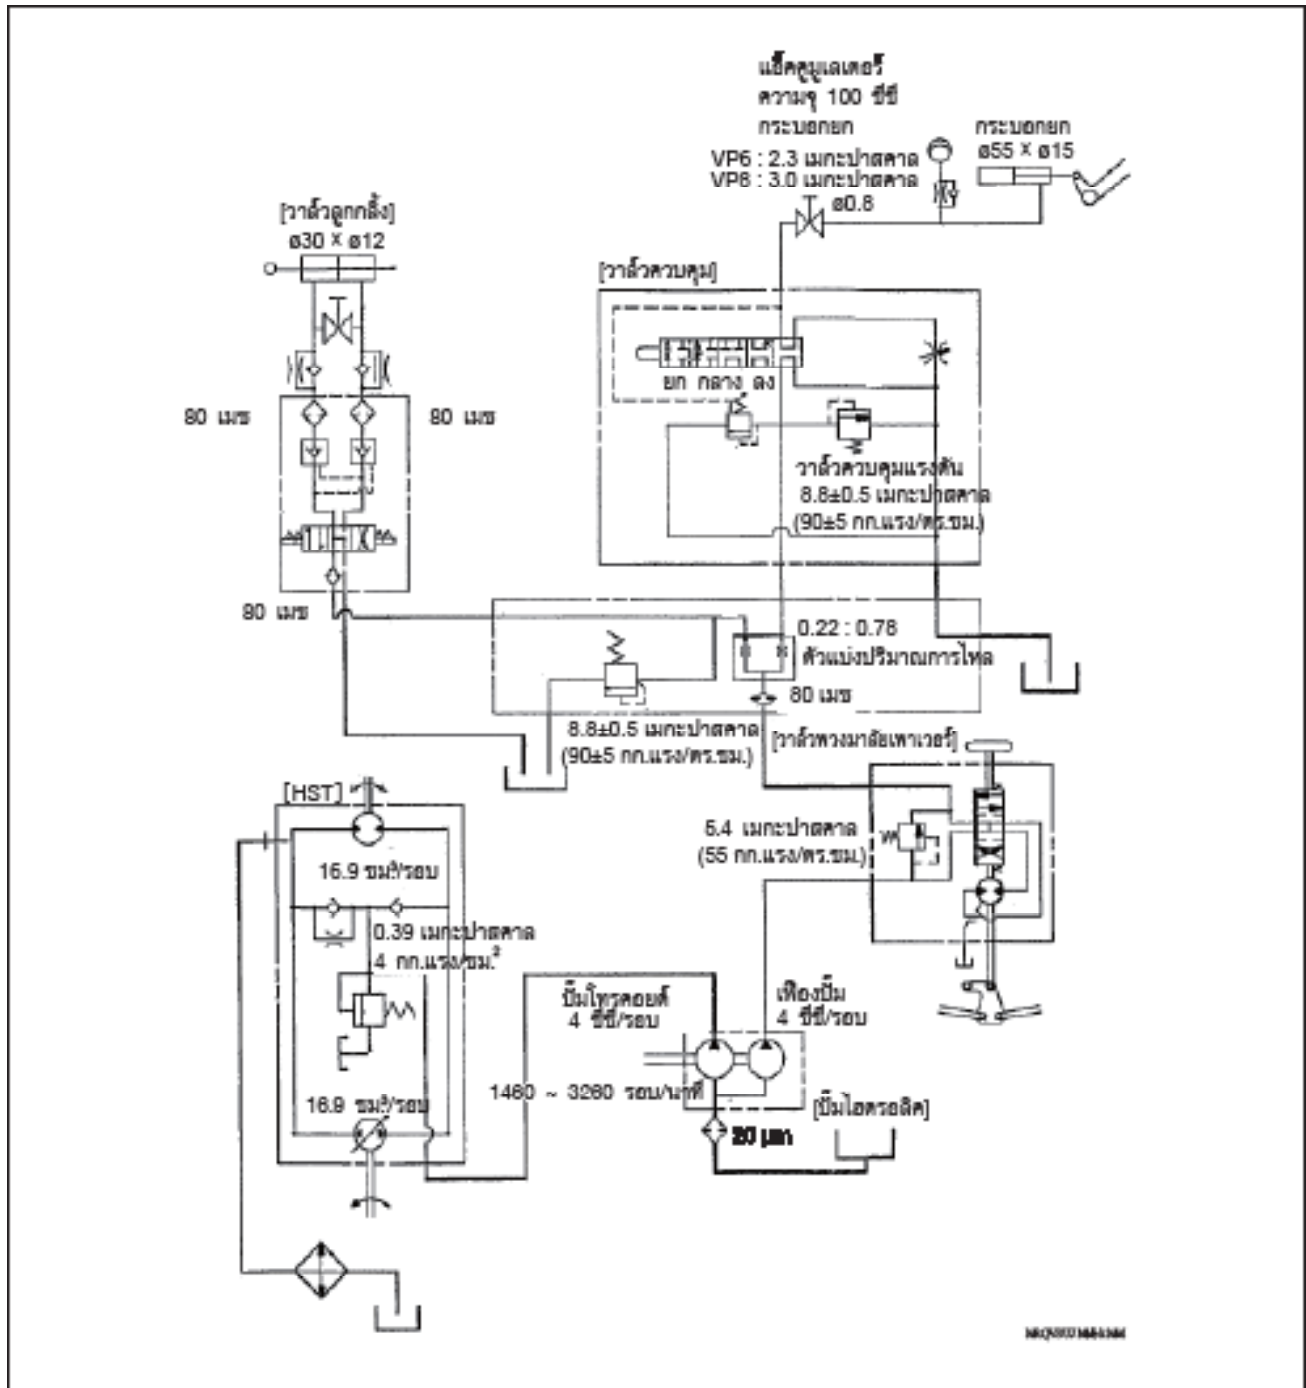 แอ๊คคูมูเลเตอร์
ความจุ 100 ซีซี
กระบอกยก
VP6 : 2.3 เมกะปาสคาล
VP8 : 3.0 เมกะปาสคาล
ø0.8
กระบอกยก
ø55 x ø15
[วาล์วลูกกลิ้ง]
ø30 x ø12
[วาล์วควบคุม]
ยก กลาง ลง
80 เมช
80 เมช
วาล์วควบคุมแรงดัน
8.8±0.5 เมกะปาสคาล
(90±5 กก.แรง/ตร.ซม.)
80 เมช
0.22 : 0.78
ตัวแบ่งปริมาณการไหล
80 เมช
8.8±0.5 เมกะปาสคาล
(90±5 กก.แรง/ตร.ซม.)
[วาล์วพวงมาลัยเพาเวอร์]
[HST]
5.4 เมกะปาสคาล
(55 กก.แรง/ตร.ซม.)
16.9 ซม³/รอบ
0.39 เมกะปาสคาล
4 กก.แรง/ซม.²
ปั๊มโทรคอยด์
4 ซีซี/รอบ
เฟืองปั๊ม
4 ซีซี/รอบ
1460 ~ 3260 รอบ/นาที
16.9 ซม³/รอบ
[ปั๊มไฮดรอลิค]
20 µm